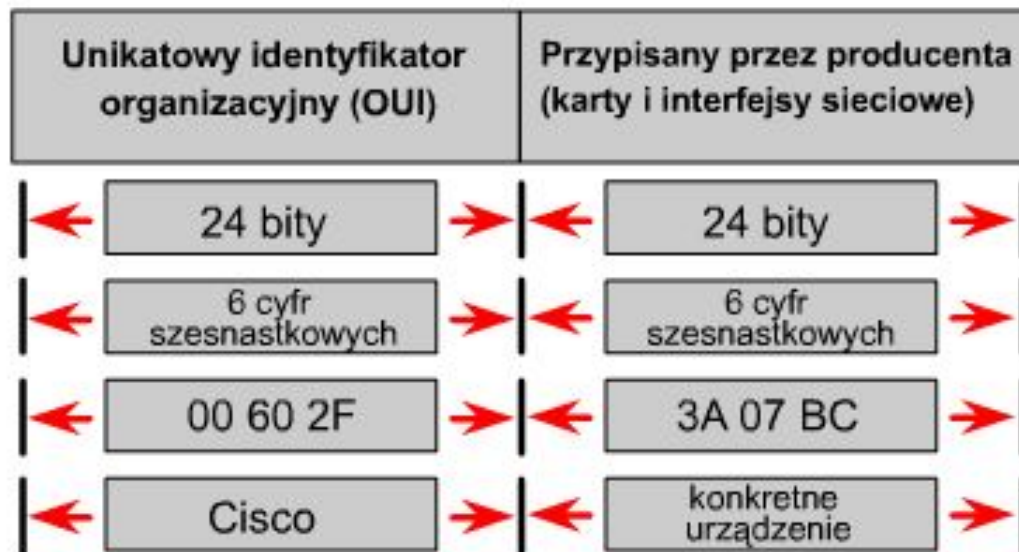 Unikatowy identyfikator
organizacyjny (OUI)
Przypisany przez producenta
(karty i interfejsy sieciowe)
24 bity
24 bity
6 cyfr
szesnastkowych
6 cyfr
szesnastkowych
00 60 2F
3A 07 BC
Cisco
konkretne
urządzenie